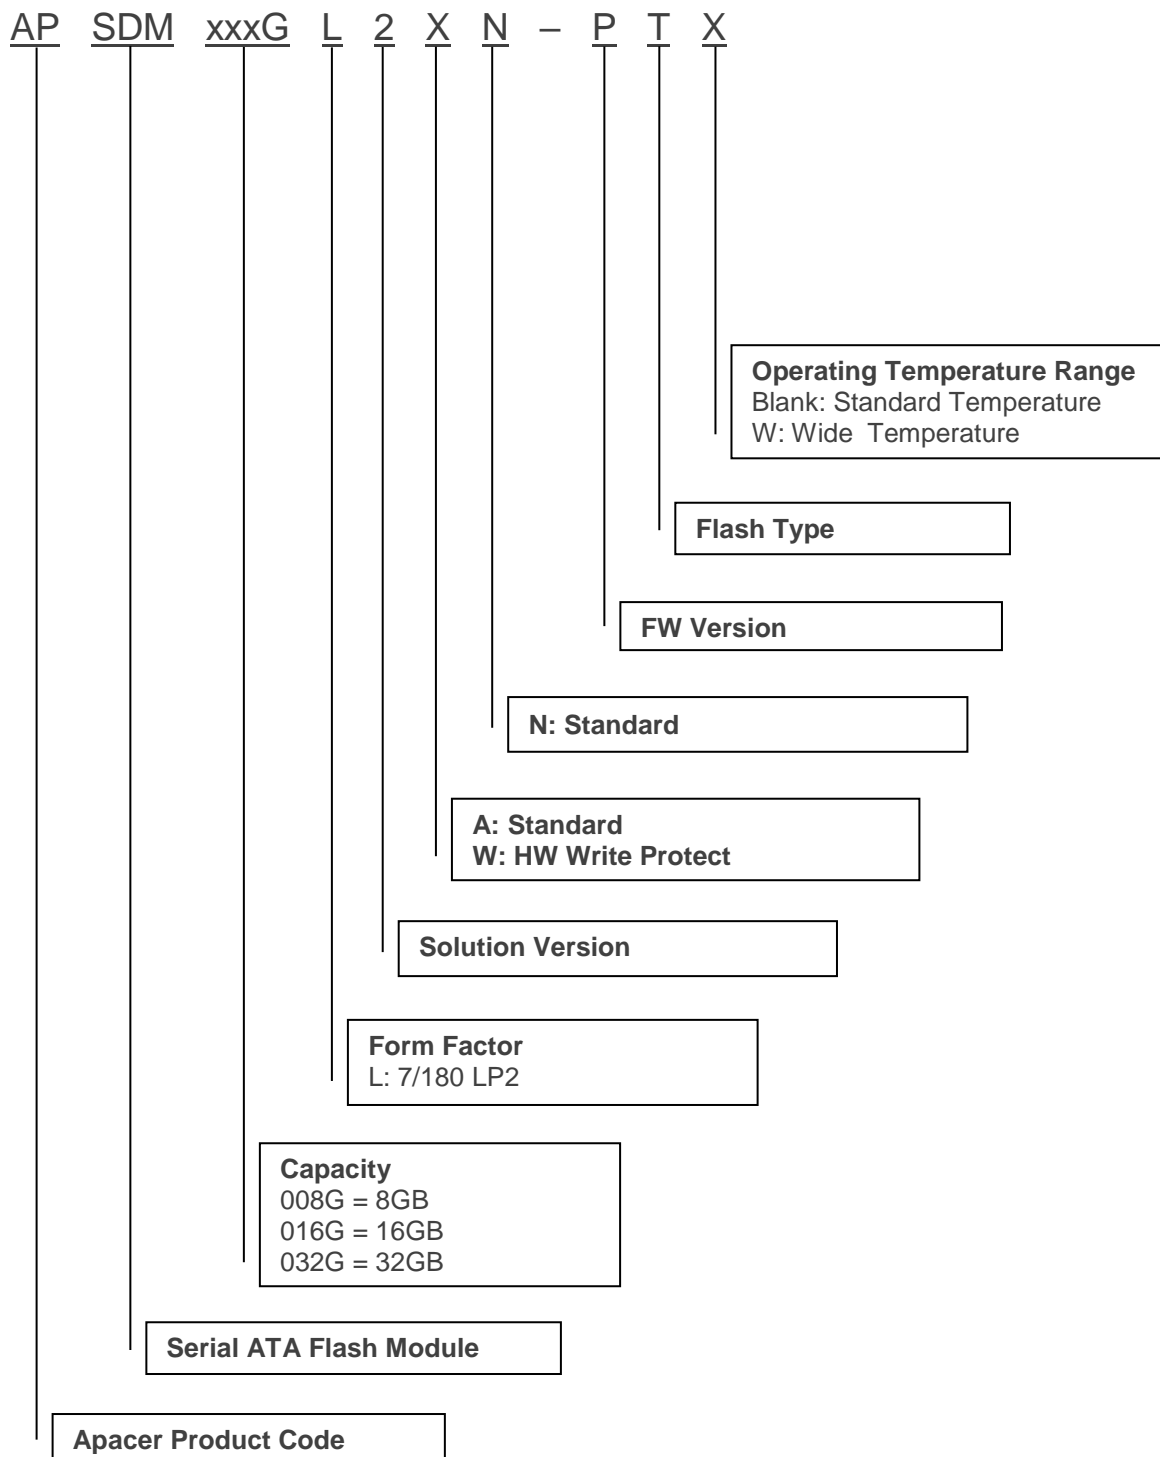 AP SDM xxxG L 2 X N – P T X
Operating Temperature Range
Blank: Standard Temperature
W: Wide Temperature
Flash Type
FW Version
N: Standard
A: Standard
W: HW Write Protect
Solution Version
Form Factor
L: 7/180 LP2
Capacity
008G = 8GB
016G = 16GB
032G = 32GB
Serial ATA Flash Module
Apacer Product Code